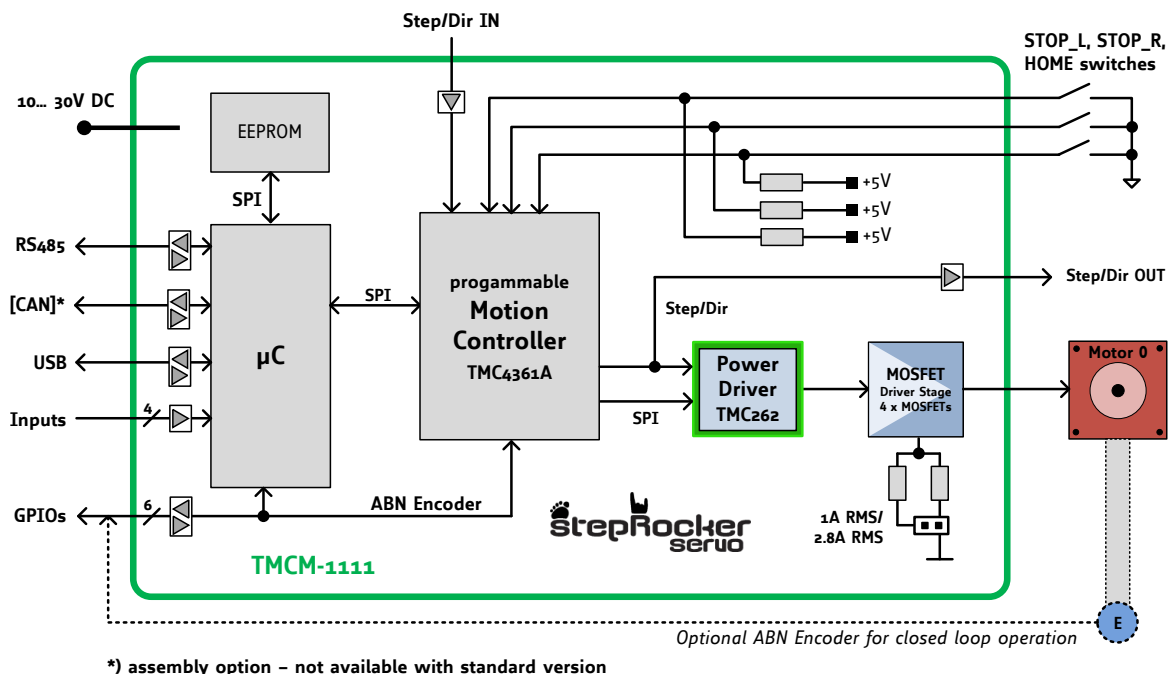 Step/Dir IN
STOP_L, STOP_R,
HOME switches
10... 30V DC
EEPROM
SPI
+5V
+5V
+5V
RS485
[CAN]*
USB
Inputs
4
GPIOs
6
µC
SPI
progammable
Motion
Controller
TMC4361A
Step/Dir
Step/Dir OUT
SPI
Power
Driver
TMC262
MOSFET
Driver Stage
4 x MOSFETs
Motor 0
ABN Encoder
stepRocker
servo
1A RMS/
2.8A RMS
TMCM-1111
E
Optional ABN Encoder for closed loop operation
*) assembly option – not available with standard version